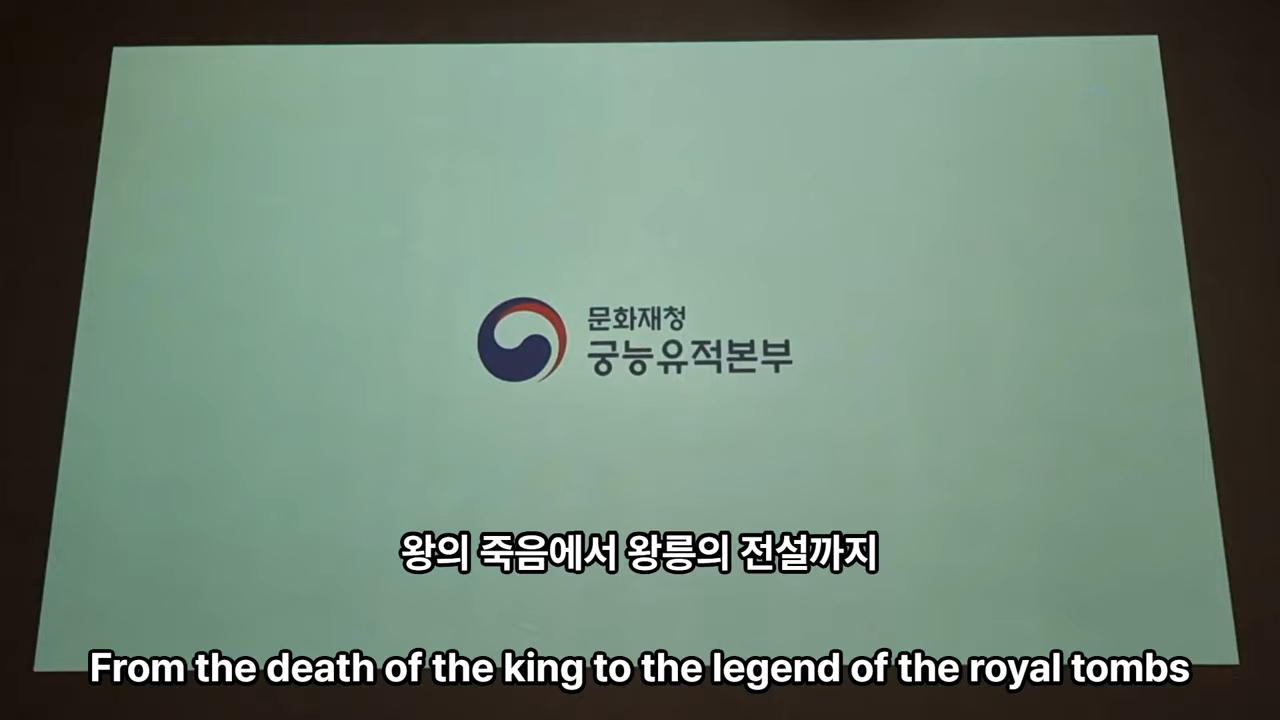 문화재청
궁능유적본부
왕의 죽음에서 왕릉의 전설까지
From the death of the king to the legend of the royal tombs